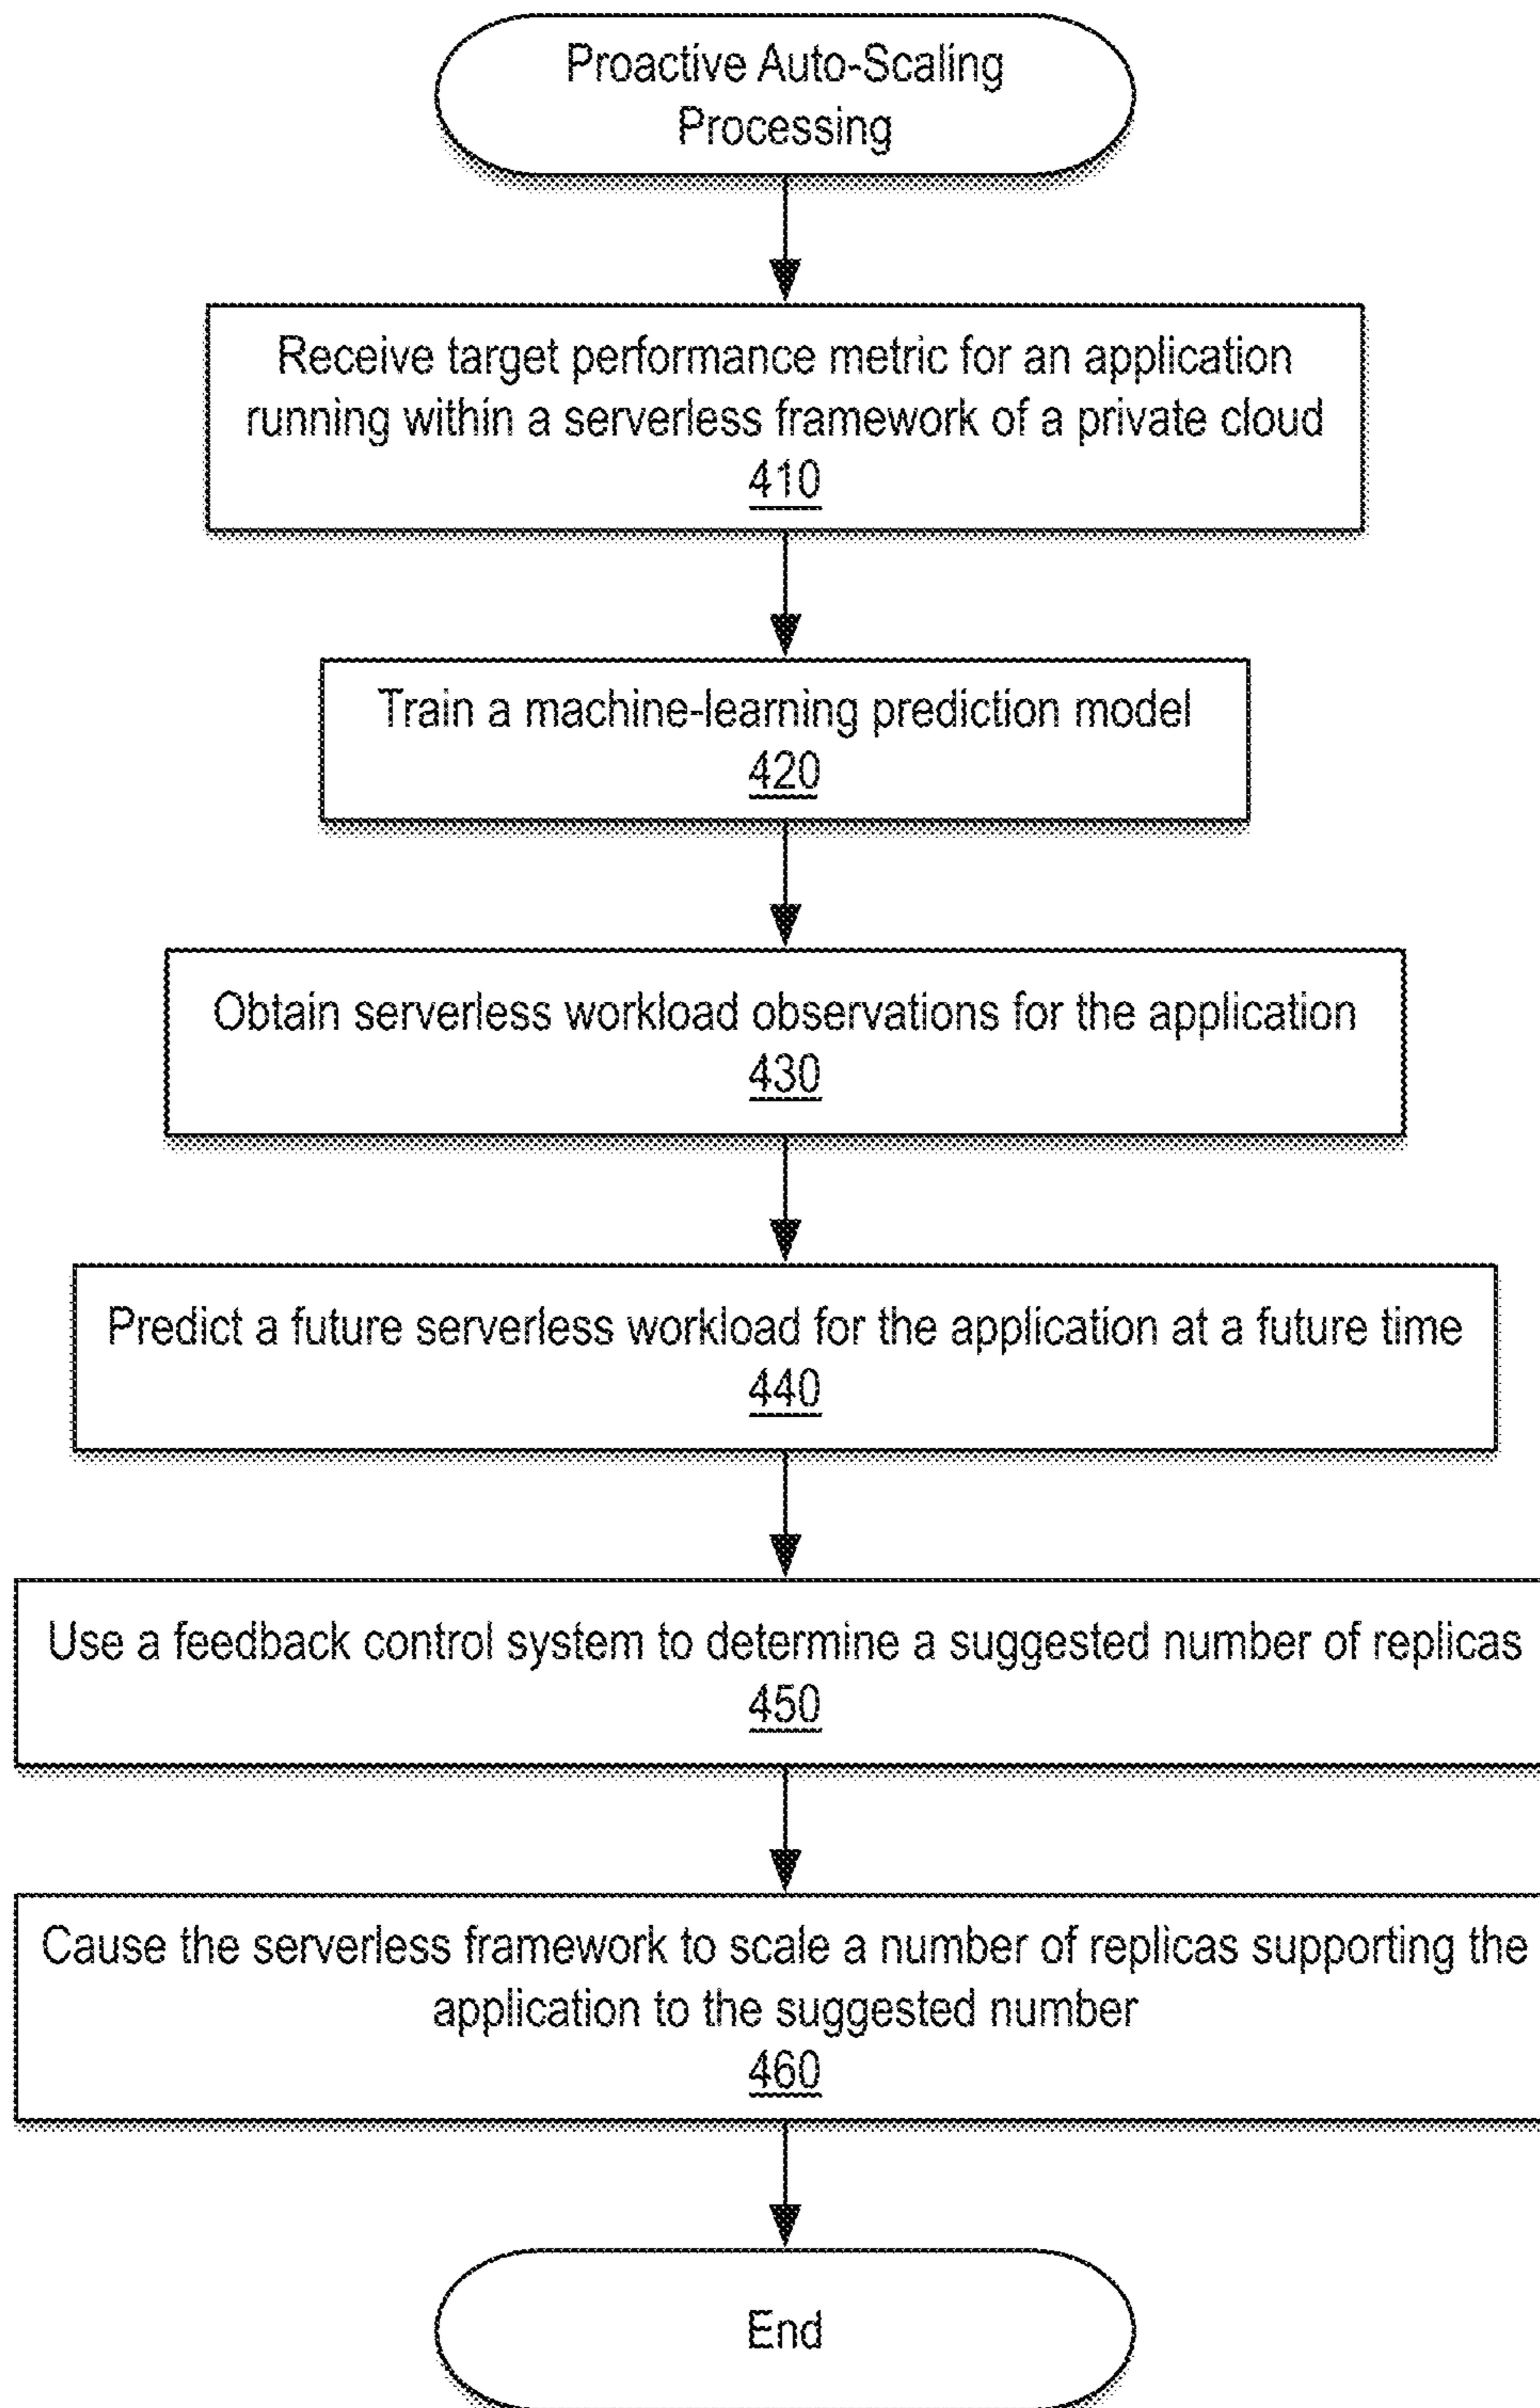 Proactive Auto-Scaling
Processing
Receive target performance metric for an application
running within a serverless framework of a private cloud
410
Train a machine-learning prediction model
420
Obtain serverless workload observations for the application
430
Predict a future serverless workload for the application at a future time
440
Use a feedback control system to determine a suggested number of replicas
450
Cause the serverless framework to scale a number of replicas supporting the
application to the suggested number
460
End